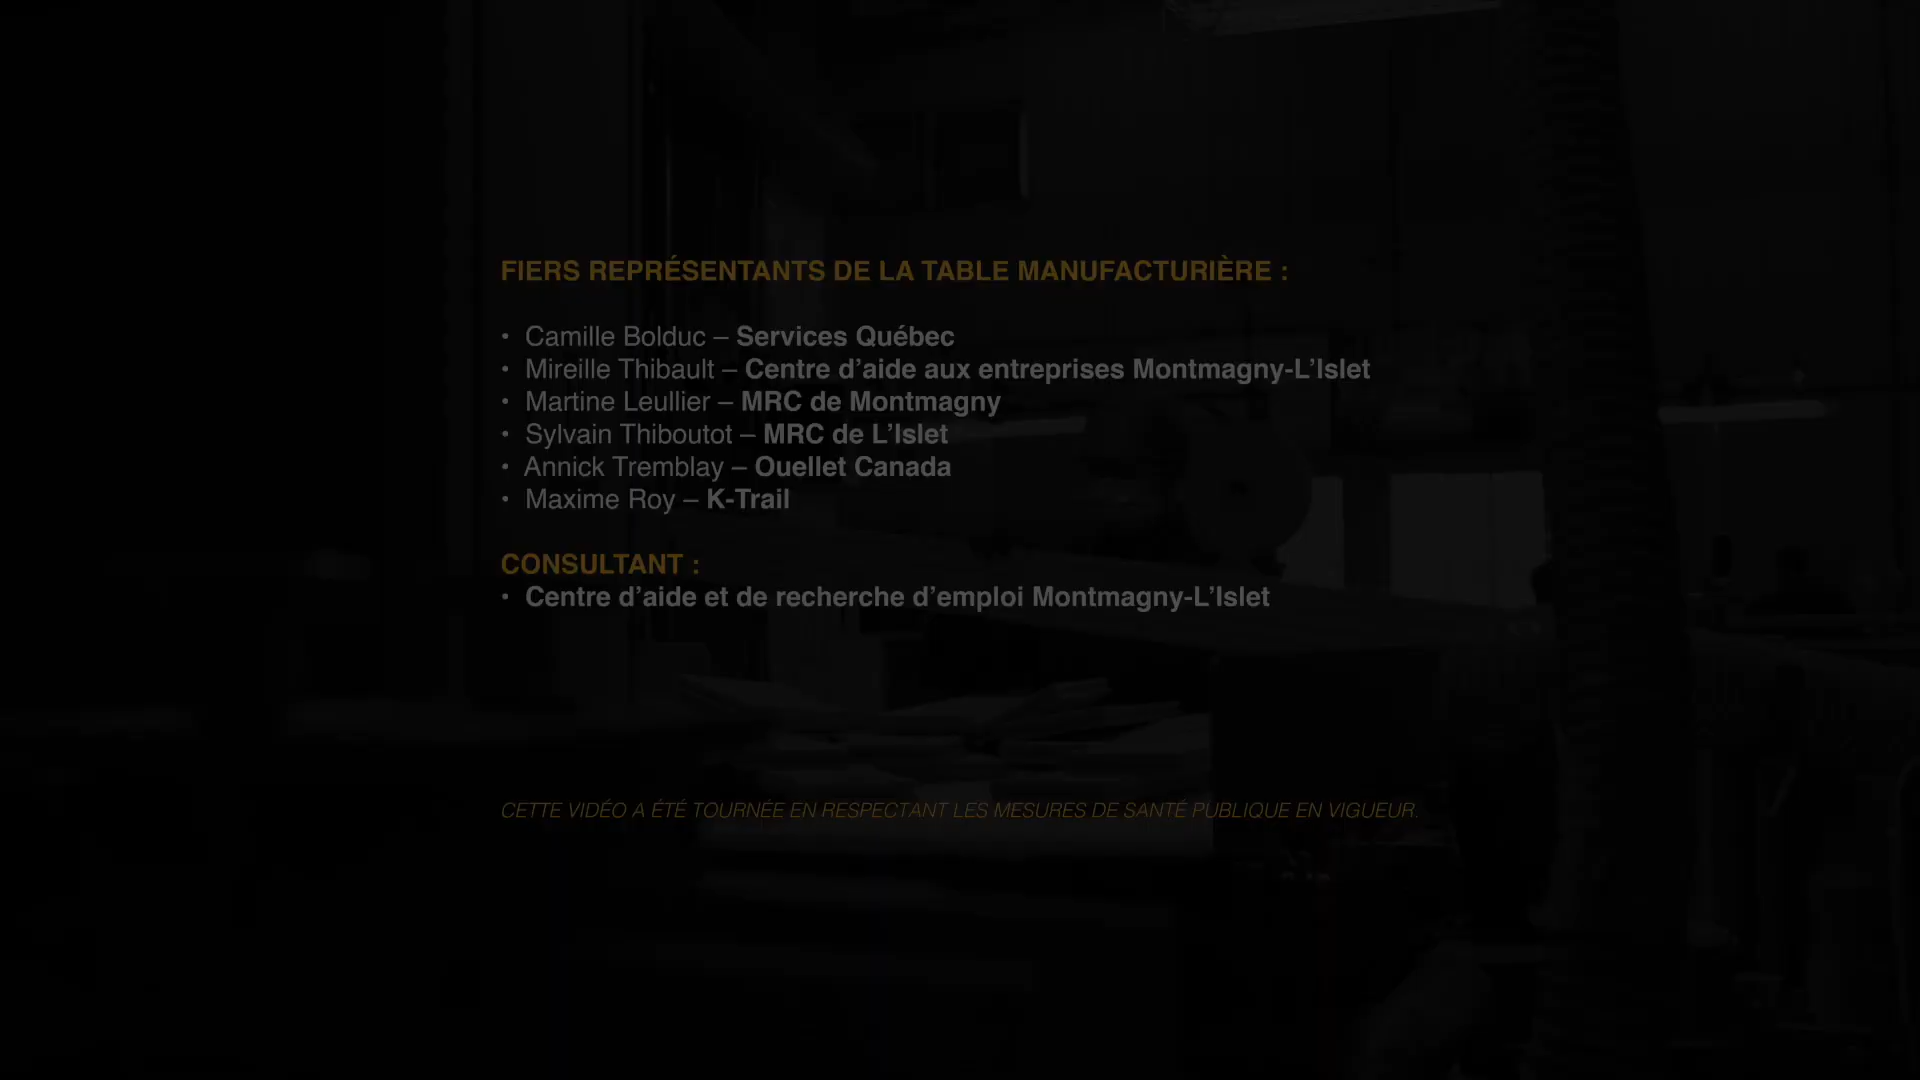 FIERS REPRÉSENTANTS DE LA TABLE MANUFACTURIÈRE :
• Camille Bolduc – Services Québec
• Mireille Thibault – Centre d’aide aux entreprises Montmagny-L’Islet
• Martine Leullier – MRC de Montmagny
• Sylvain Thiboutot – MRC de L’Islet
• Annick Tremblay – Ouellet Canada
• Maxime Roy – K-Trail
CONSULTANT :
• Centre d’aide et de recherche d’emploi Montmagny-L’Islet
CETTE VIDÉO A ÉTÉ TOURNÉE EN RESPECTANT LES MESURES DE SANTÉ PUBLIQUE EN VIGUEUR.